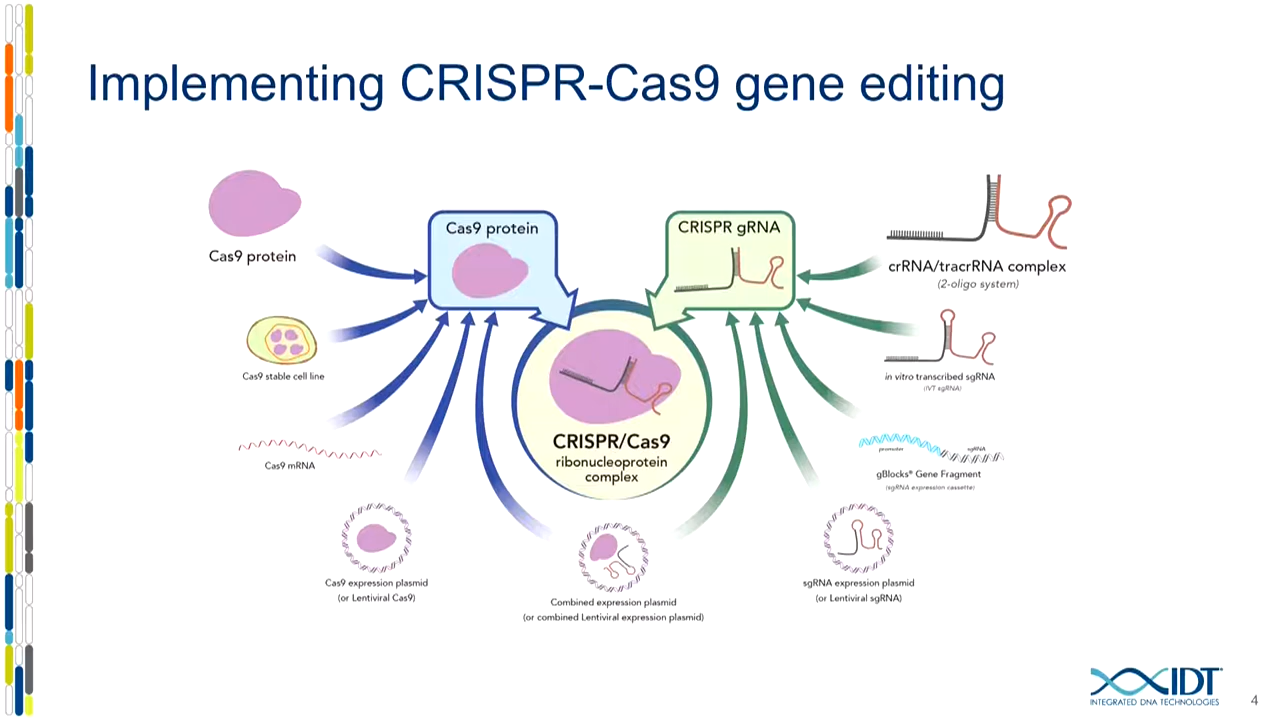 Implementing CRISPR-Cas9 gene editing
Cas9 protein
Cas9 protein
CRISPR gRNA
crRNA/tracrRNA complex
(2-oligo system)
Cas9 stable cell line
in vitro transcribed sgRNA
(IVT sgRNA)
CRISPR/Cas9
ribonucleoprotein
complex
Cas9 mRNA
promoter
sgRNA
gBlocks® Gene Fragment
(sgRNA expression cassette)
Cas9 expression plasmid
(or Lentiviral Cas9)
Combined expression plasmid
(or combined Lentiviral expression plasmid)
sgRNA expression plasmid
(or Lentiviral sgRNA)
IDT
INTEGRATED DNA TECHNOLOGIES
4